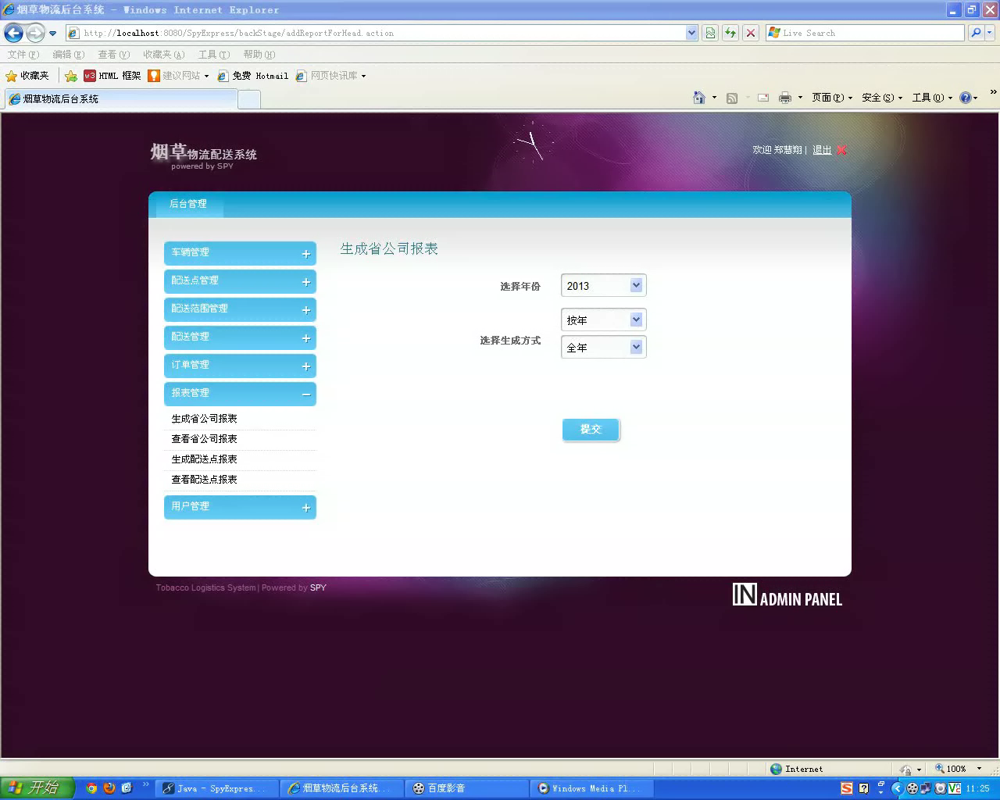 烟草物流后台系统 - Windows Internet Explorer
http://localhost:8080/SpyExpress/backStage/addReportForHead.action
Live Search
文件(F) 编辑(E) 查看(V) 收藏夹(A) 工具(T) 帮助(H)
收藏夹 HTML 框架 建议网站 免费 Hotmail 网页快讯库
烟草物流后台系统
页面(P) 安全(S) 工具(O)
烟草物流配送系统
powered by SPY
欢迎 郑慧翔 | 退出
后台管理
车辆管理
配送点管理
配送范围管理
配送管理
订单管理
报表管理
生成省公司报表
查看省公司报表
生成配送点报表
查看配送点报表
用户管理
生成省公司报表
选择年份 2013
选择生成方式 按年
全年
提交
Tobacco Logistics System | Powered by SPY
IN ADMIN PANEL
Internet 100%
开始 Java - SpyExpres... 烟草物流后台系统... 百度影音 Windows Media Pl... 11:25